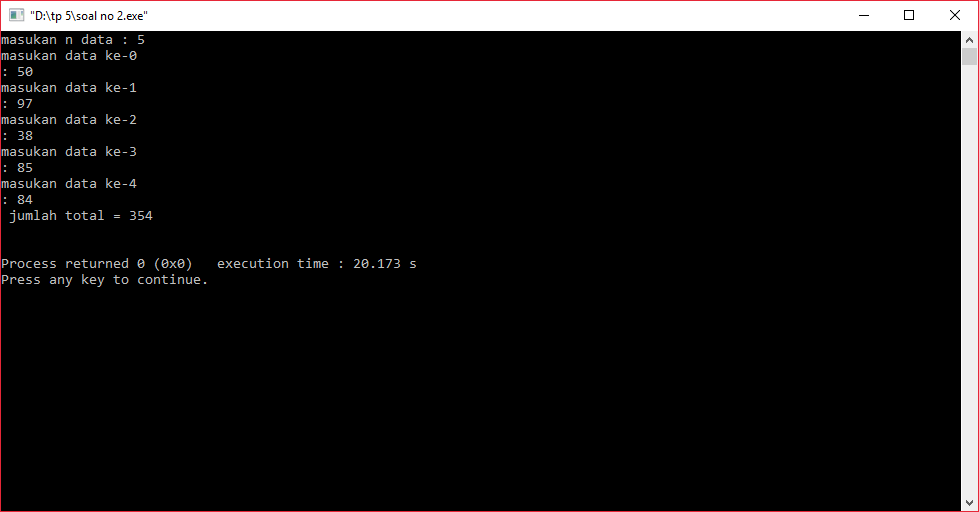 "D:\tp 5\soal no 2.exe"
masukan n data : 5
masukan data ke-0
: 50
masukan data ke-1
: 97
masukan data ke-2
: 38
masukan data ke-3
: 85
masukan data ke-4
: 84
 jumlah total = 354
Process returned 0 (0x0)   execution time : 20.173 s
Press any key to continue.